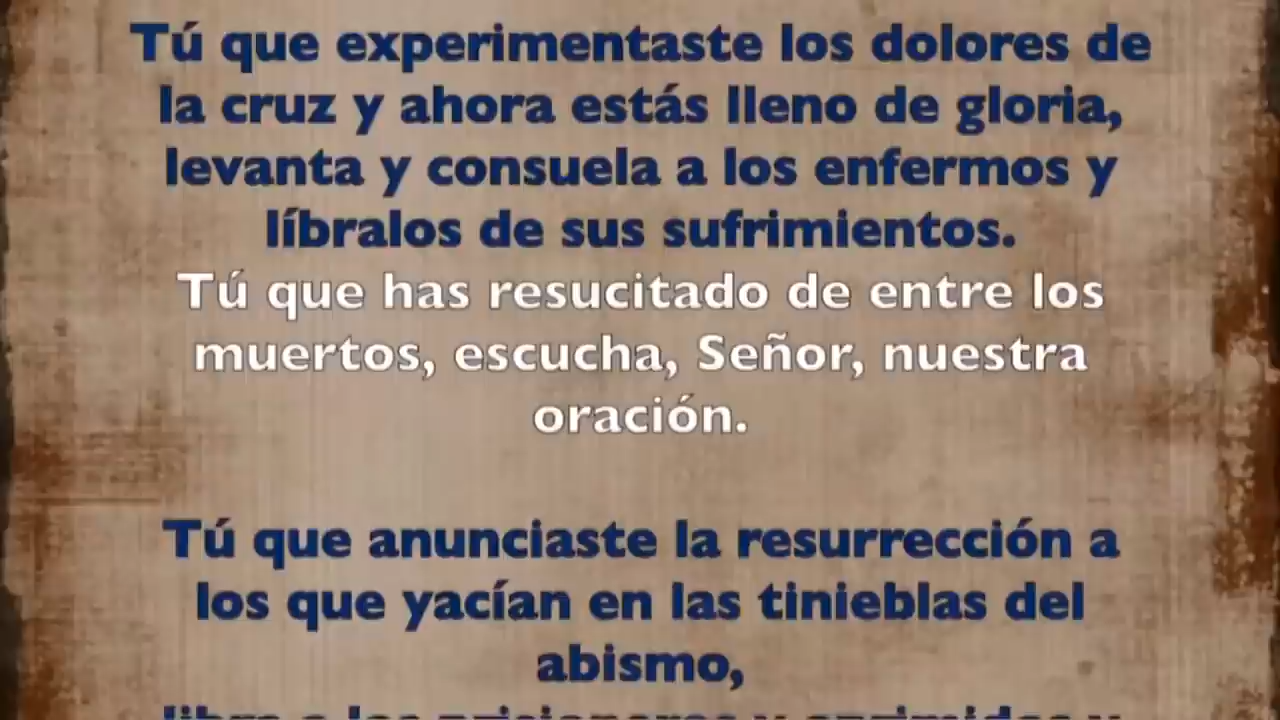 Tú que experimentaste los dolores de
la cruz y ahora estás lleno de gloria,
levanta y consuela a los enfermos y
líbralos de sus sufrimientos.
Tú que has resucitado de entre los
muertos, escucha, Señor, nuestra
oración.
Tú que anunciaste la resurrección a
los que yacían en las tinieblas del
abismo,